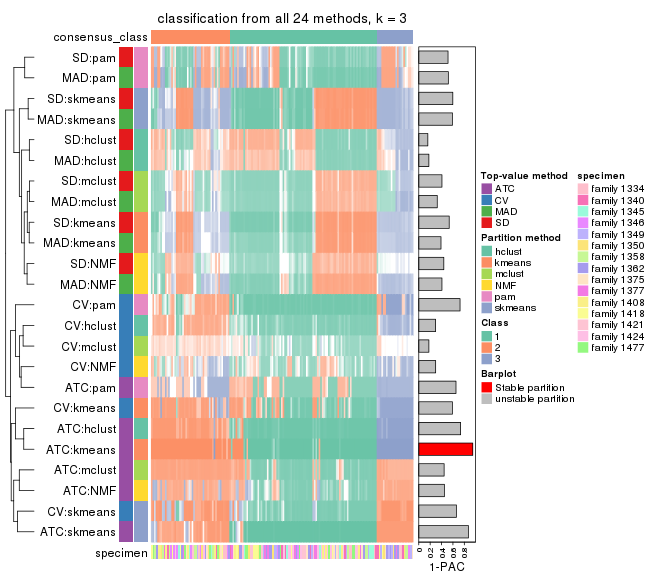 classification from all 24 methods, k = 3
consensus_class
SD:pam
MAD:pam
SD:skmeans
MAD:skmeans
SD:hclust
MAD:hclust
SD:mclust
MAD:mclust
SD:kmeans
MAD:kmeans
SD:NMF
MAD:NMF
CV:pam
CV:hclust
CV:mclust
CV:NMF
ATC:pam
CV:kmeans
ATC:hclust
ATC:kmeans
ATC:mclust
ATC:NMF
CV:skmeans
ATC:skmeans
specimen
0 0.2 0.4 0.6 0.8
1-PAC
Top-value method
ATC
CV
MAD
SD
Partition method
hclust
kmeans
mclust
NMF
pam
skmeans
Class
1
2
3
Barplot
Stable partition
unstable partition
specimen
family 1334
family 1340
family 1345
family 1346
family 1349
family 1350
family 1358
family 1362
family 1375
family 1377
family 1408
family 1418
family 1421
family 1424
family 1477